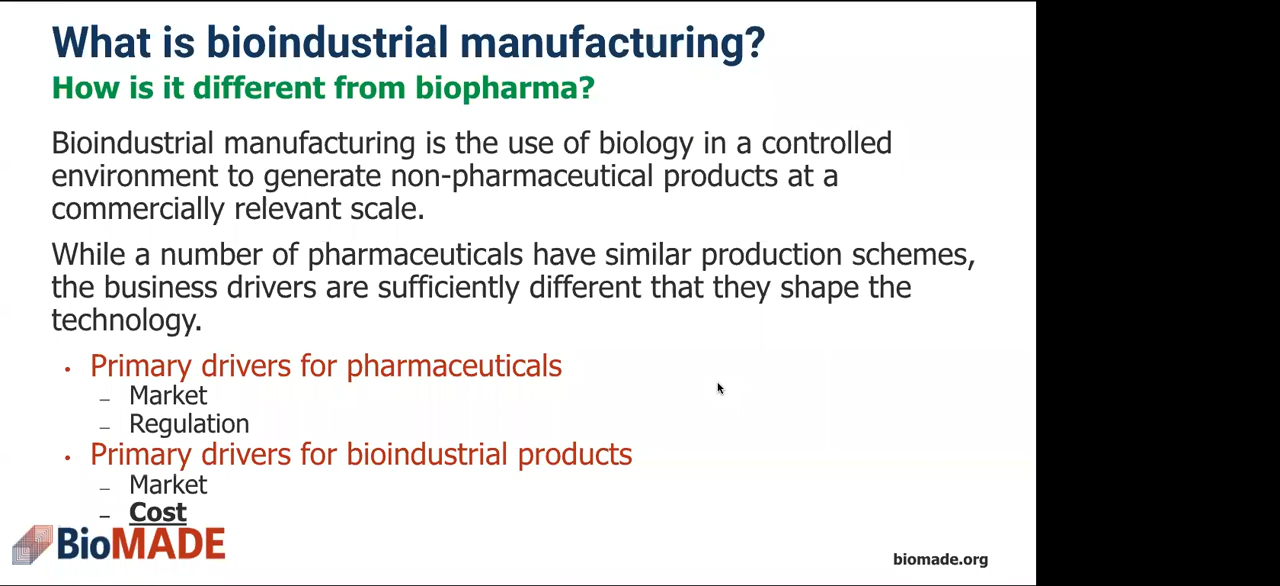 What is bioindustrial manufacturing?
How is it different from biopharma?
Bioindustrial manufacturing is the use of biology in a controlled
environment to generate non-pharmaceutical products at a
commercially relevant scale.
While a number of pharmaceuticals have similar production schemes,
the business drivers are sufficiently different that they shape the
technology.
• Primary drivers for pharmaceuticals
– Market
– Regulation
• Primary drivers for bioindustrial products
– Market
– Cost
BioMADE
biomade.org